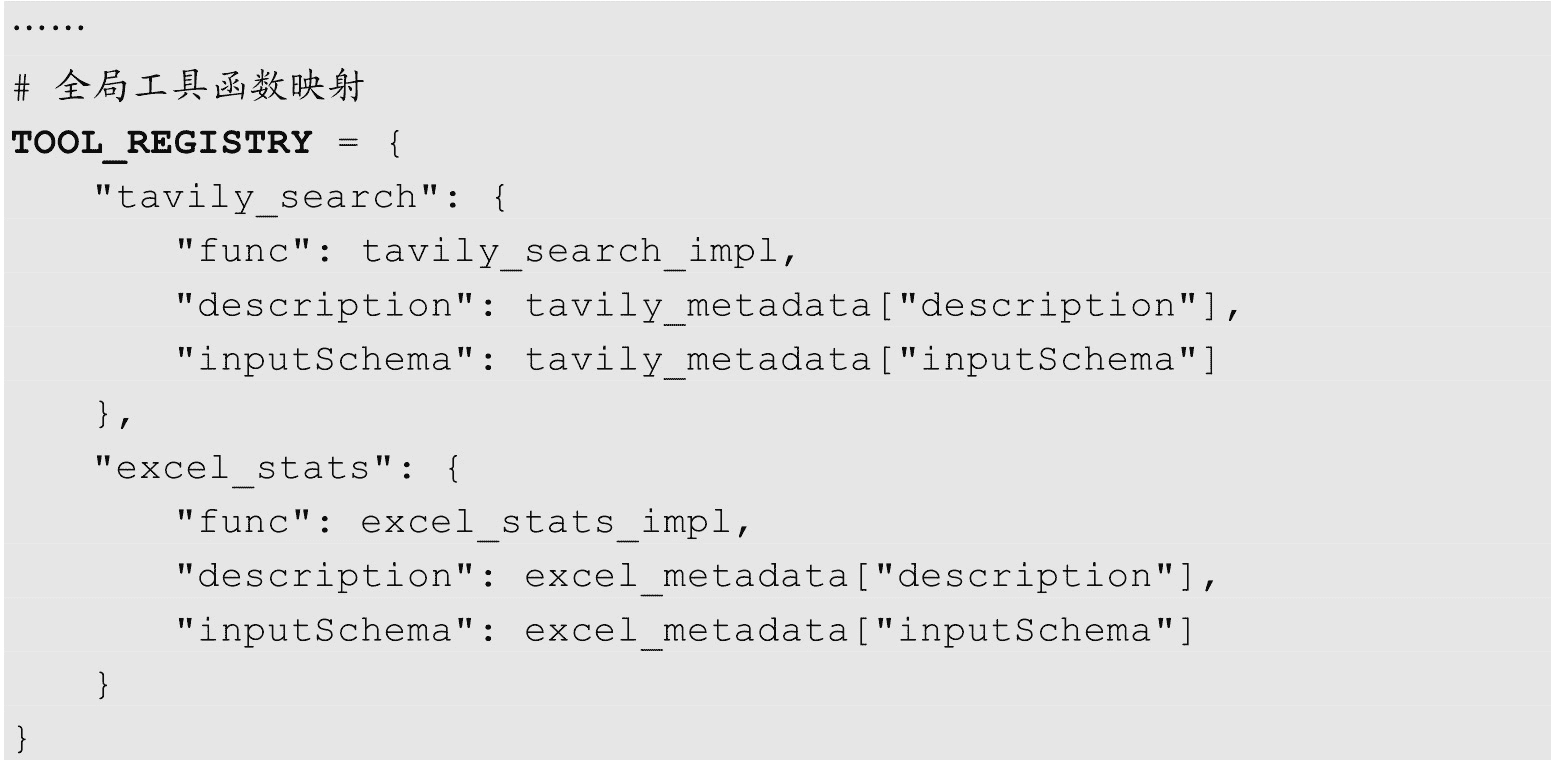 ……
# 全局工具函数映射
TOOL_REGISTRY = {
    "tavily_search": {
        "func": tavily_search_impl,
        "description": tavily_metadata["description"],
        "inputSchema": tavily_metadata["inputSchema"]
    },
    "excel_stats": {
        "func": excel_stats_impl,
        "description": excel_metadata["description"],
        "inputSchema": excel_metadata["inputSchema"]
    }
}